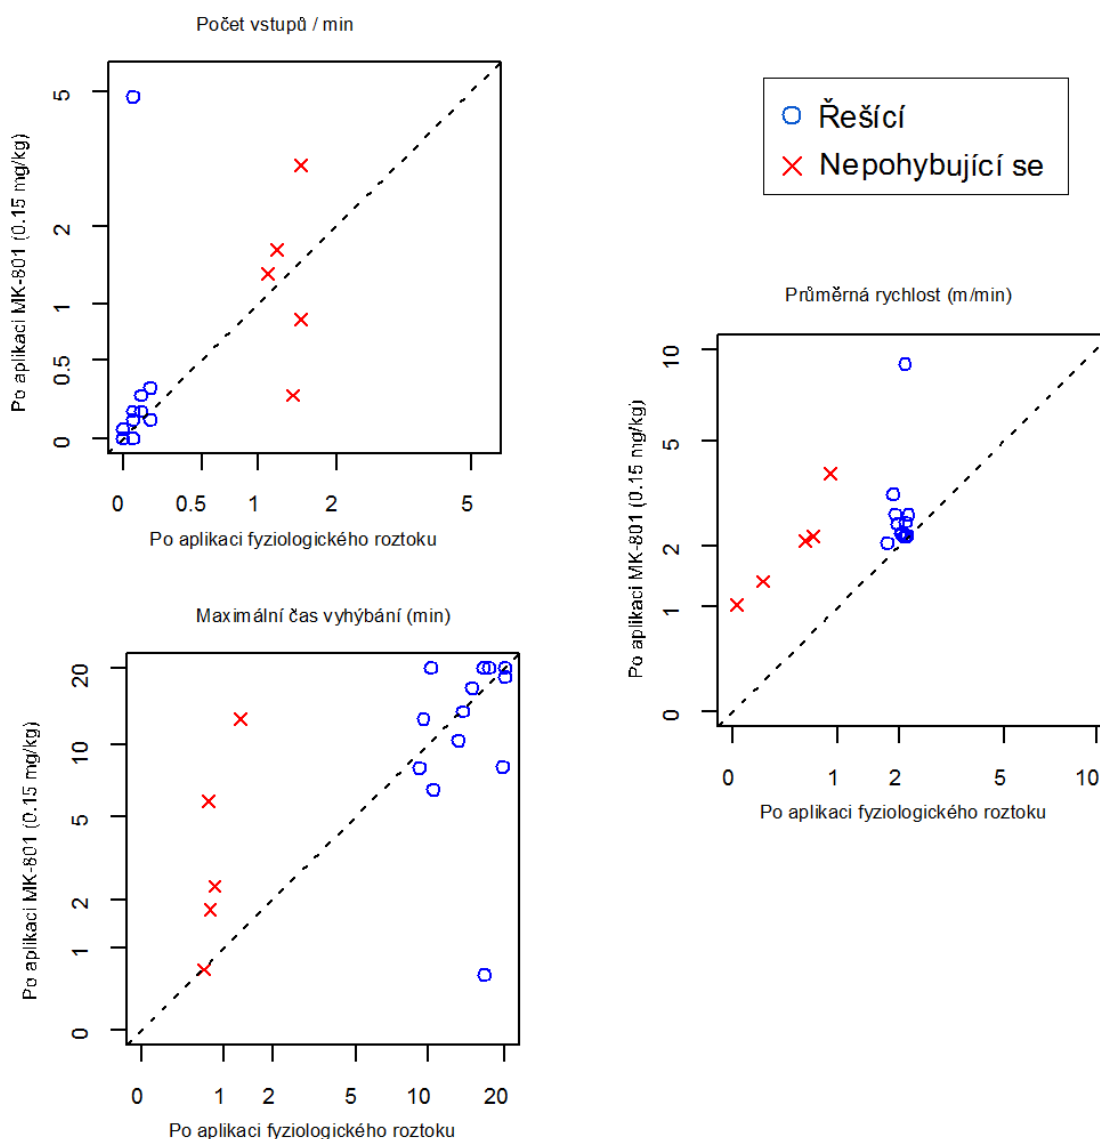 Počet vstupů / min
Po aplikaci MK-801 (0.15 mg/kg)
5
2
1
0.5
0
0 0.5 1 2 5
Po aplikaci fyziologického roztoku
Řešící
Nepohybující se
Průměrná rychlost (m/min)
Po aplikaci MK-801 (0.15 mg/kg)
10
5
2
1
0
0 1 2 5 10
Po aplikaci fyziologického roztoku
Maximální čas vyhýbání (min)
Po aplikaci MK-801 (0.15 mg/kg)
20
10
5
2
1
0
0 1 2 5 10 20
Po aplikaci fyziologického roztoku